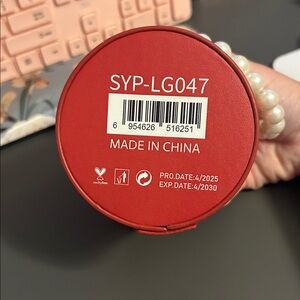 SYP-LG047
6 954626 516251
MADE IN CHINA
PRO.DATE:4/2025
EXP.DATE:4/2030